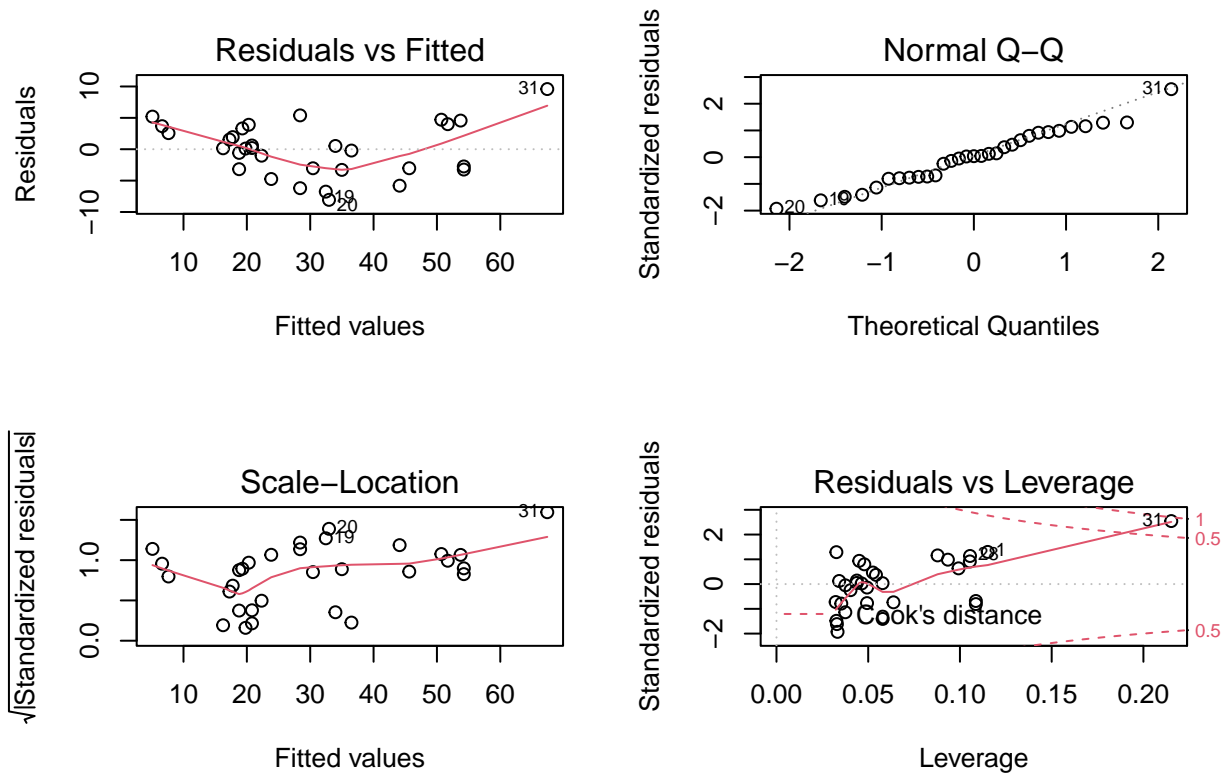 Residuals vs Fitted
Residuals
10
0
−10
31
19
20
10 20 30 40 50 60
Fitted values
Normal Q−Q
Standardized residuals
2
0
−2
31
19
20
−2 −1 0 1 2
Theoretical Quantiles
Scale−Location
√|Standardized residuals|
1.0
0.0
31
20
19
10 20 30 40 50 60
Fitted values
Residuals vs Leverage
Standardized residuals
2
0
−2
31
1
28
1
0.5
0.5
Cook's distance
0.00 0.05 0.10 0.15 0.20
Leverage